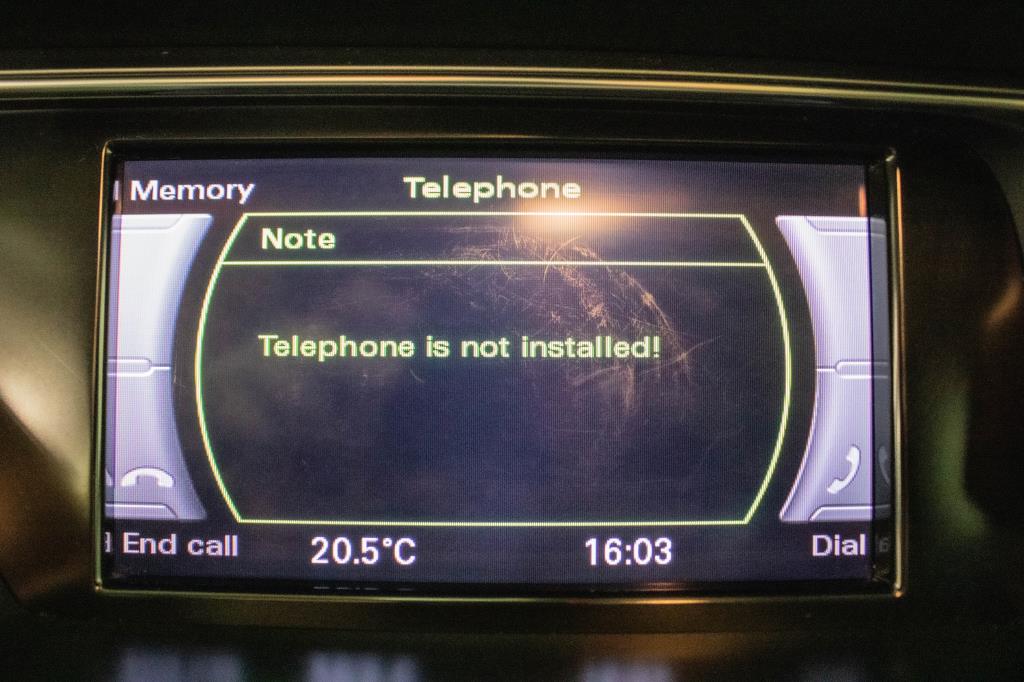 Memory
Telephone
Note
Telephone is not installed!
End call
20.5°C
16:03
Dial